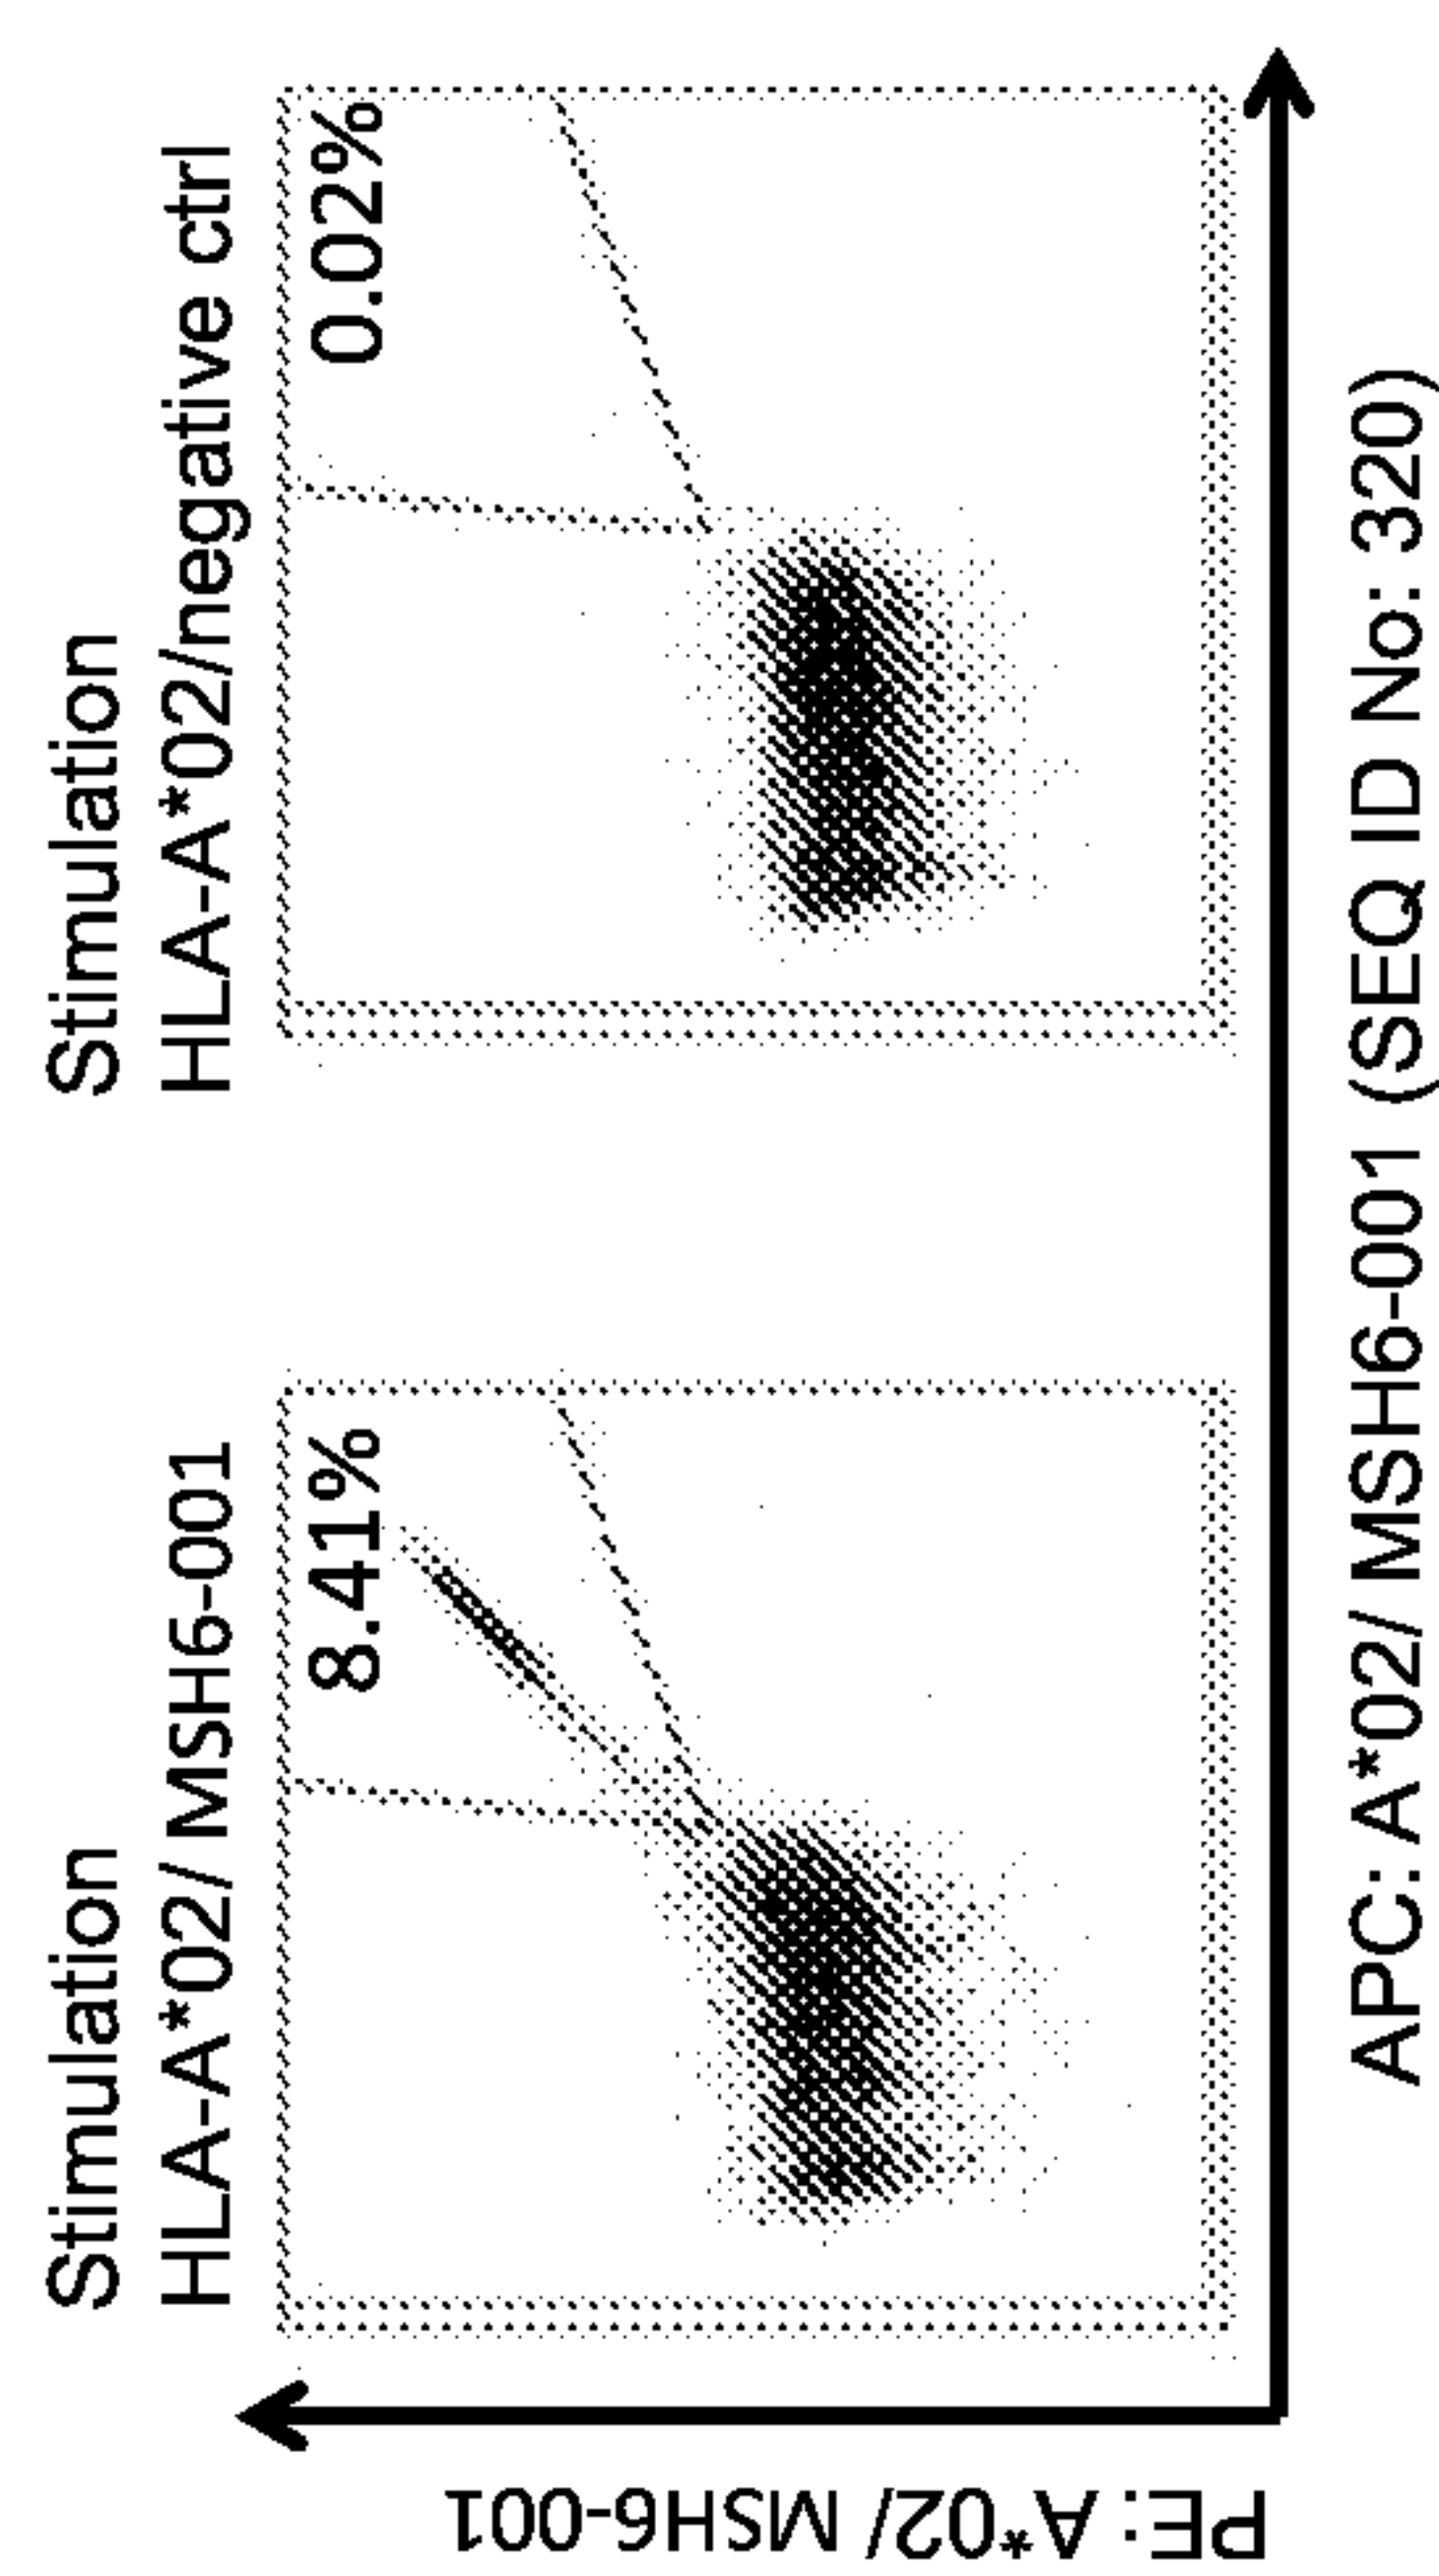 Stimulation
HLA-A*02/ MSH6-001
8.41%
Stimulation
HLA-A*02/negative ctrl
0.02%
PE: A*02/ MSH6-001
APC: A*02/ MSH6-001 (SEQ ID No: 320)